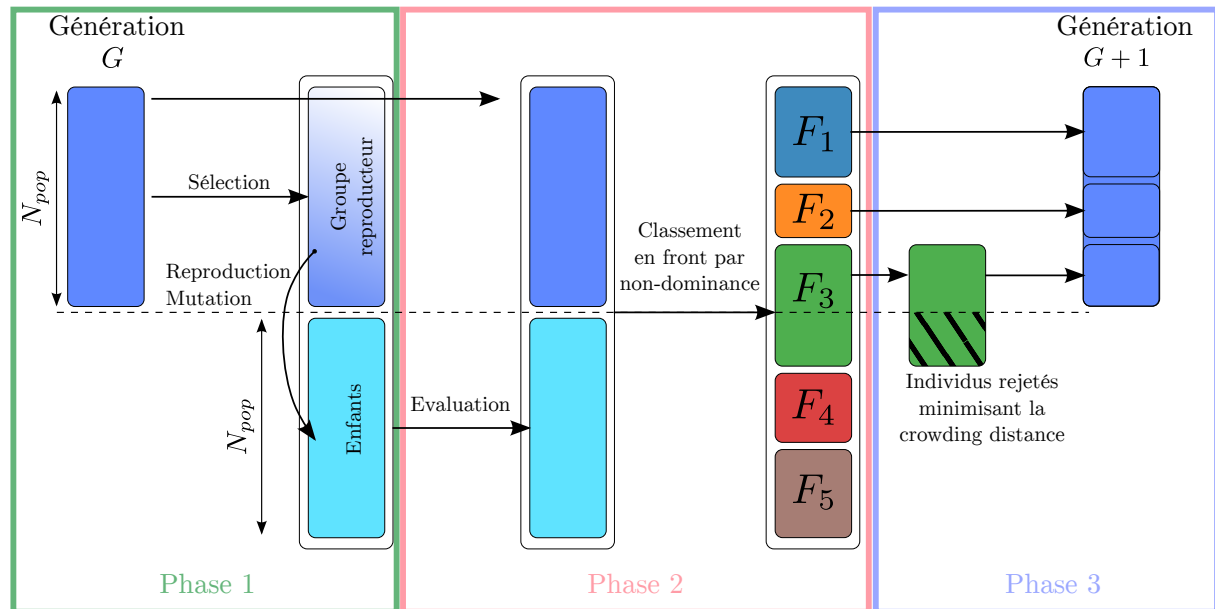 Génération
G
N_pop
Sélection
Groupe
reproducteur
Reproduction
Mutation
N_pop
Enfants
Phase 1
Evaluation
Classement
en front par
non-dominance
F_1
F_2
F_3
F_4
F_5
Phase 2
Génération
G + 1
Individus rejetés
minimisant la
crowding distance
Phase 3